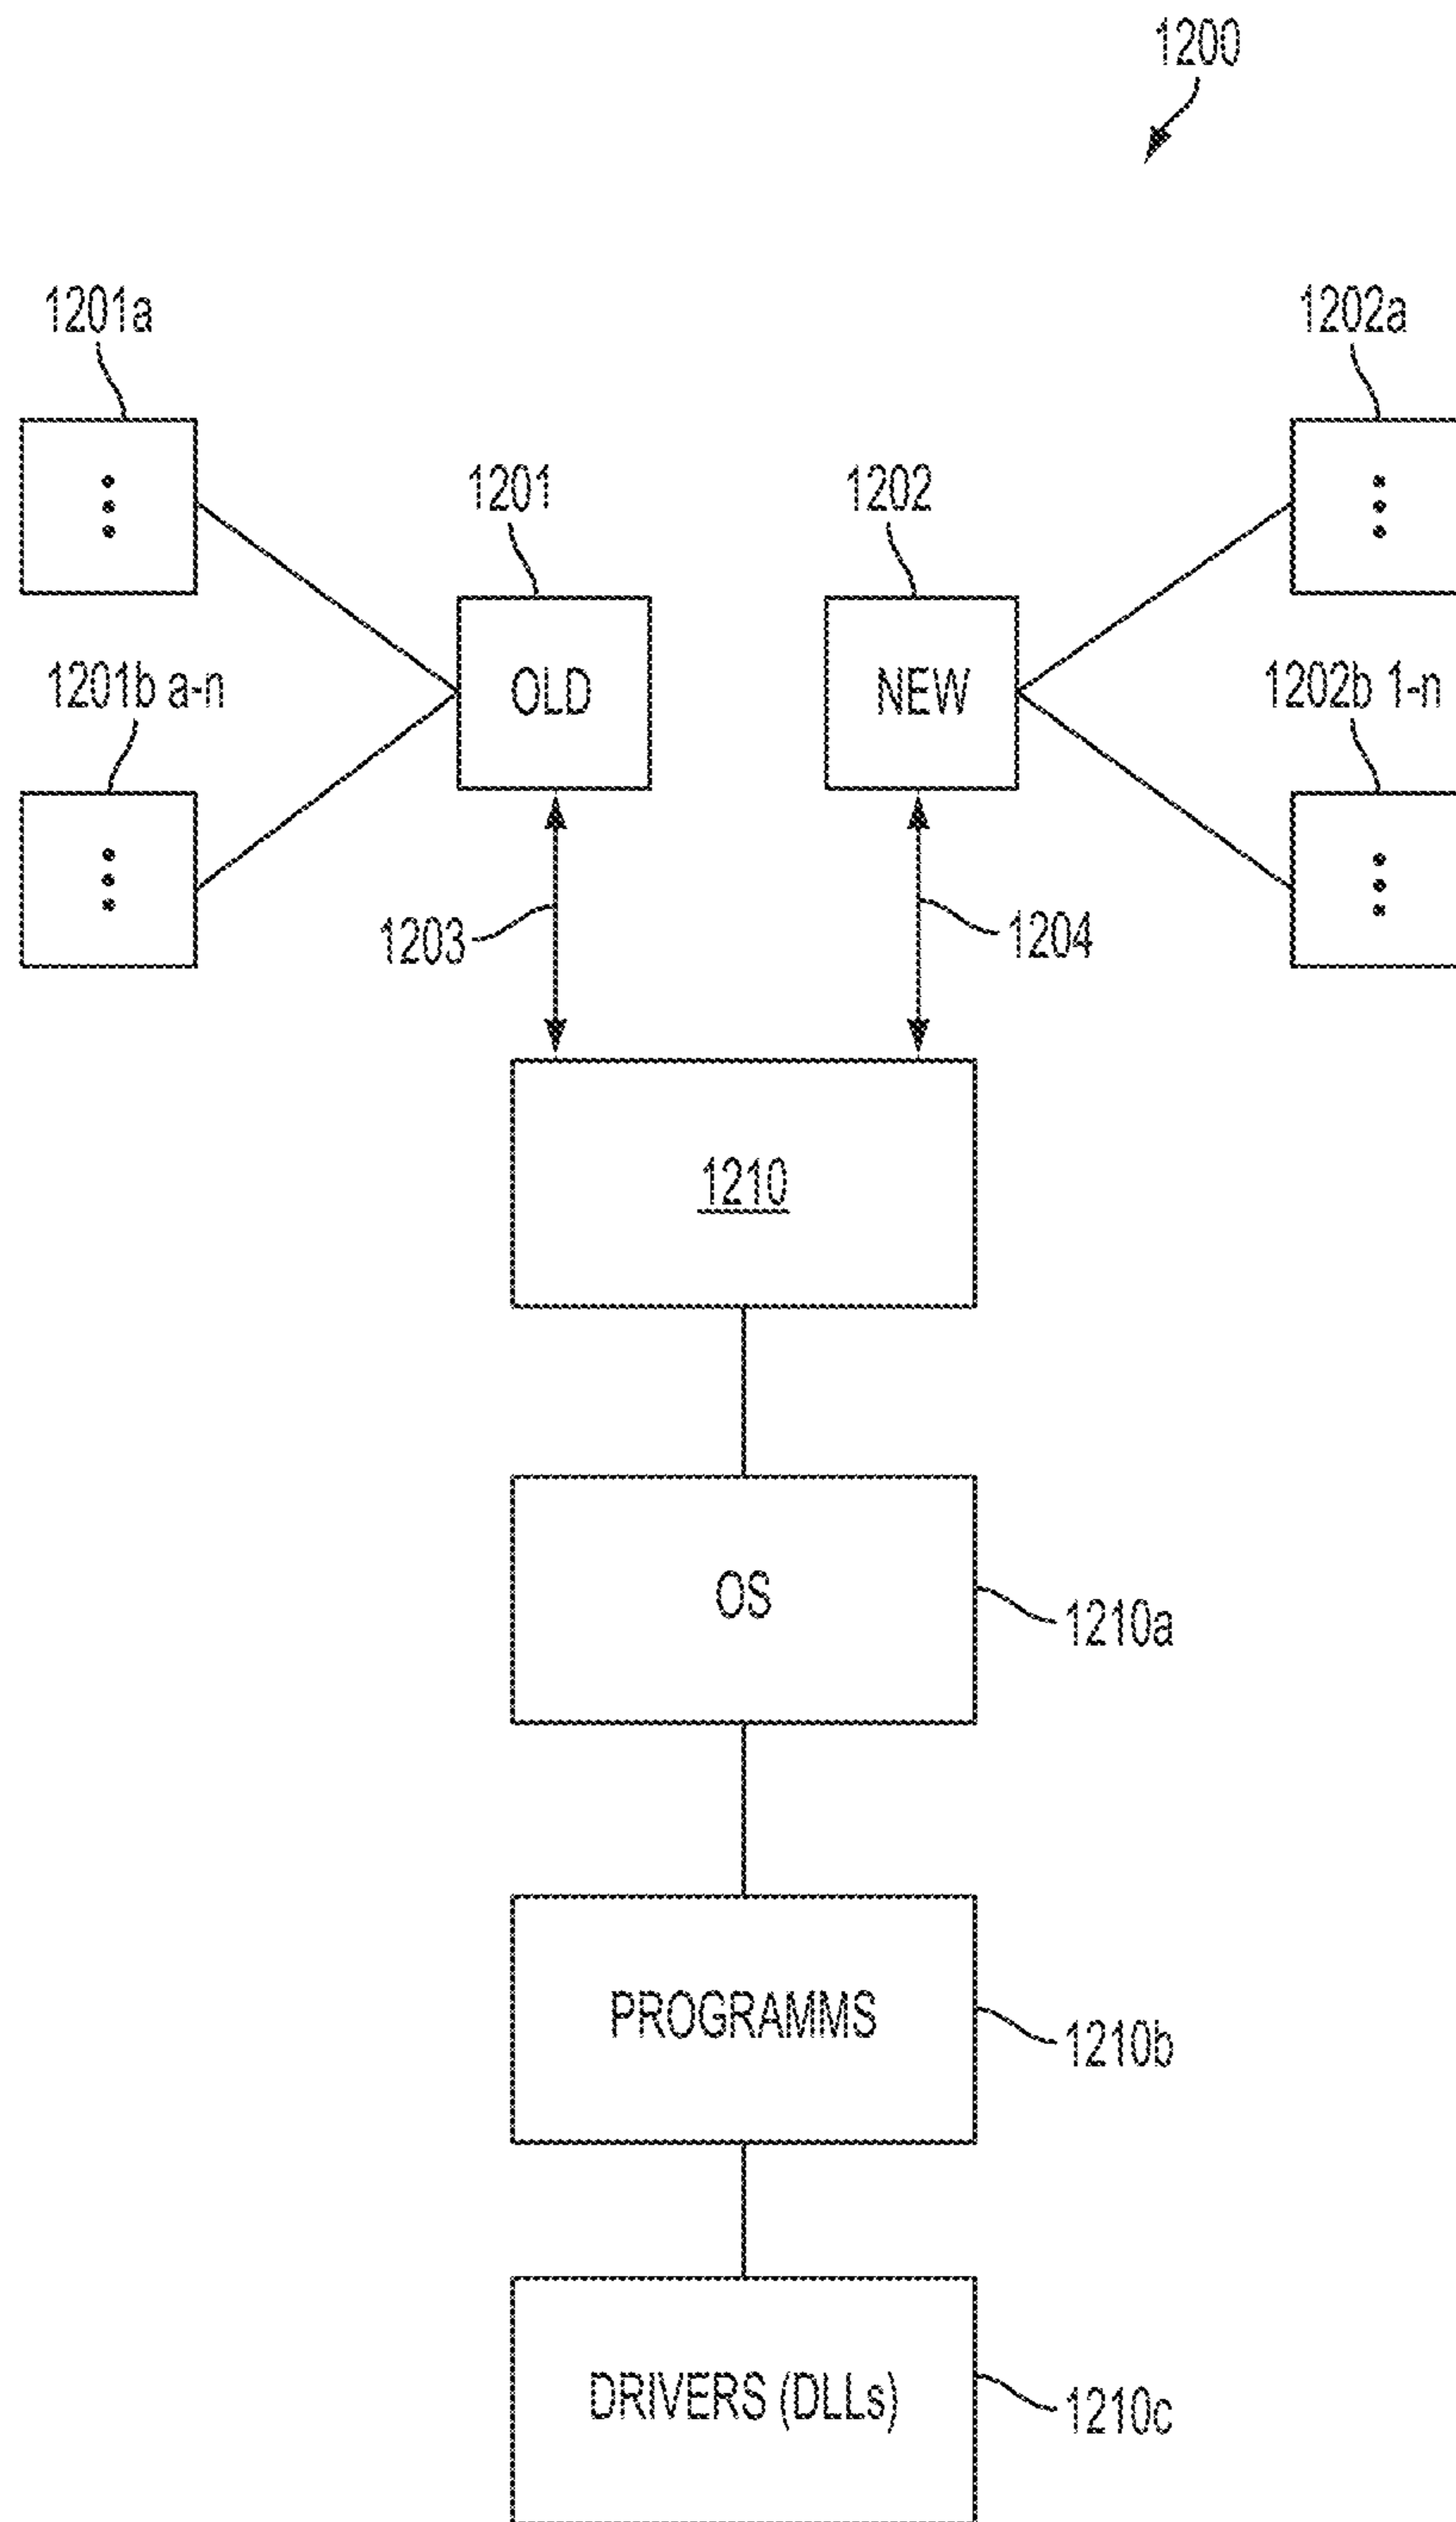 1200
1201a
1202a
1201
1202
1201b a-n
OLD
NEW
1202b 1-n
1203
1204
1210
OS
1210a
PROGRAMMS
1210b
DRIVERS (DLLs)
1210c